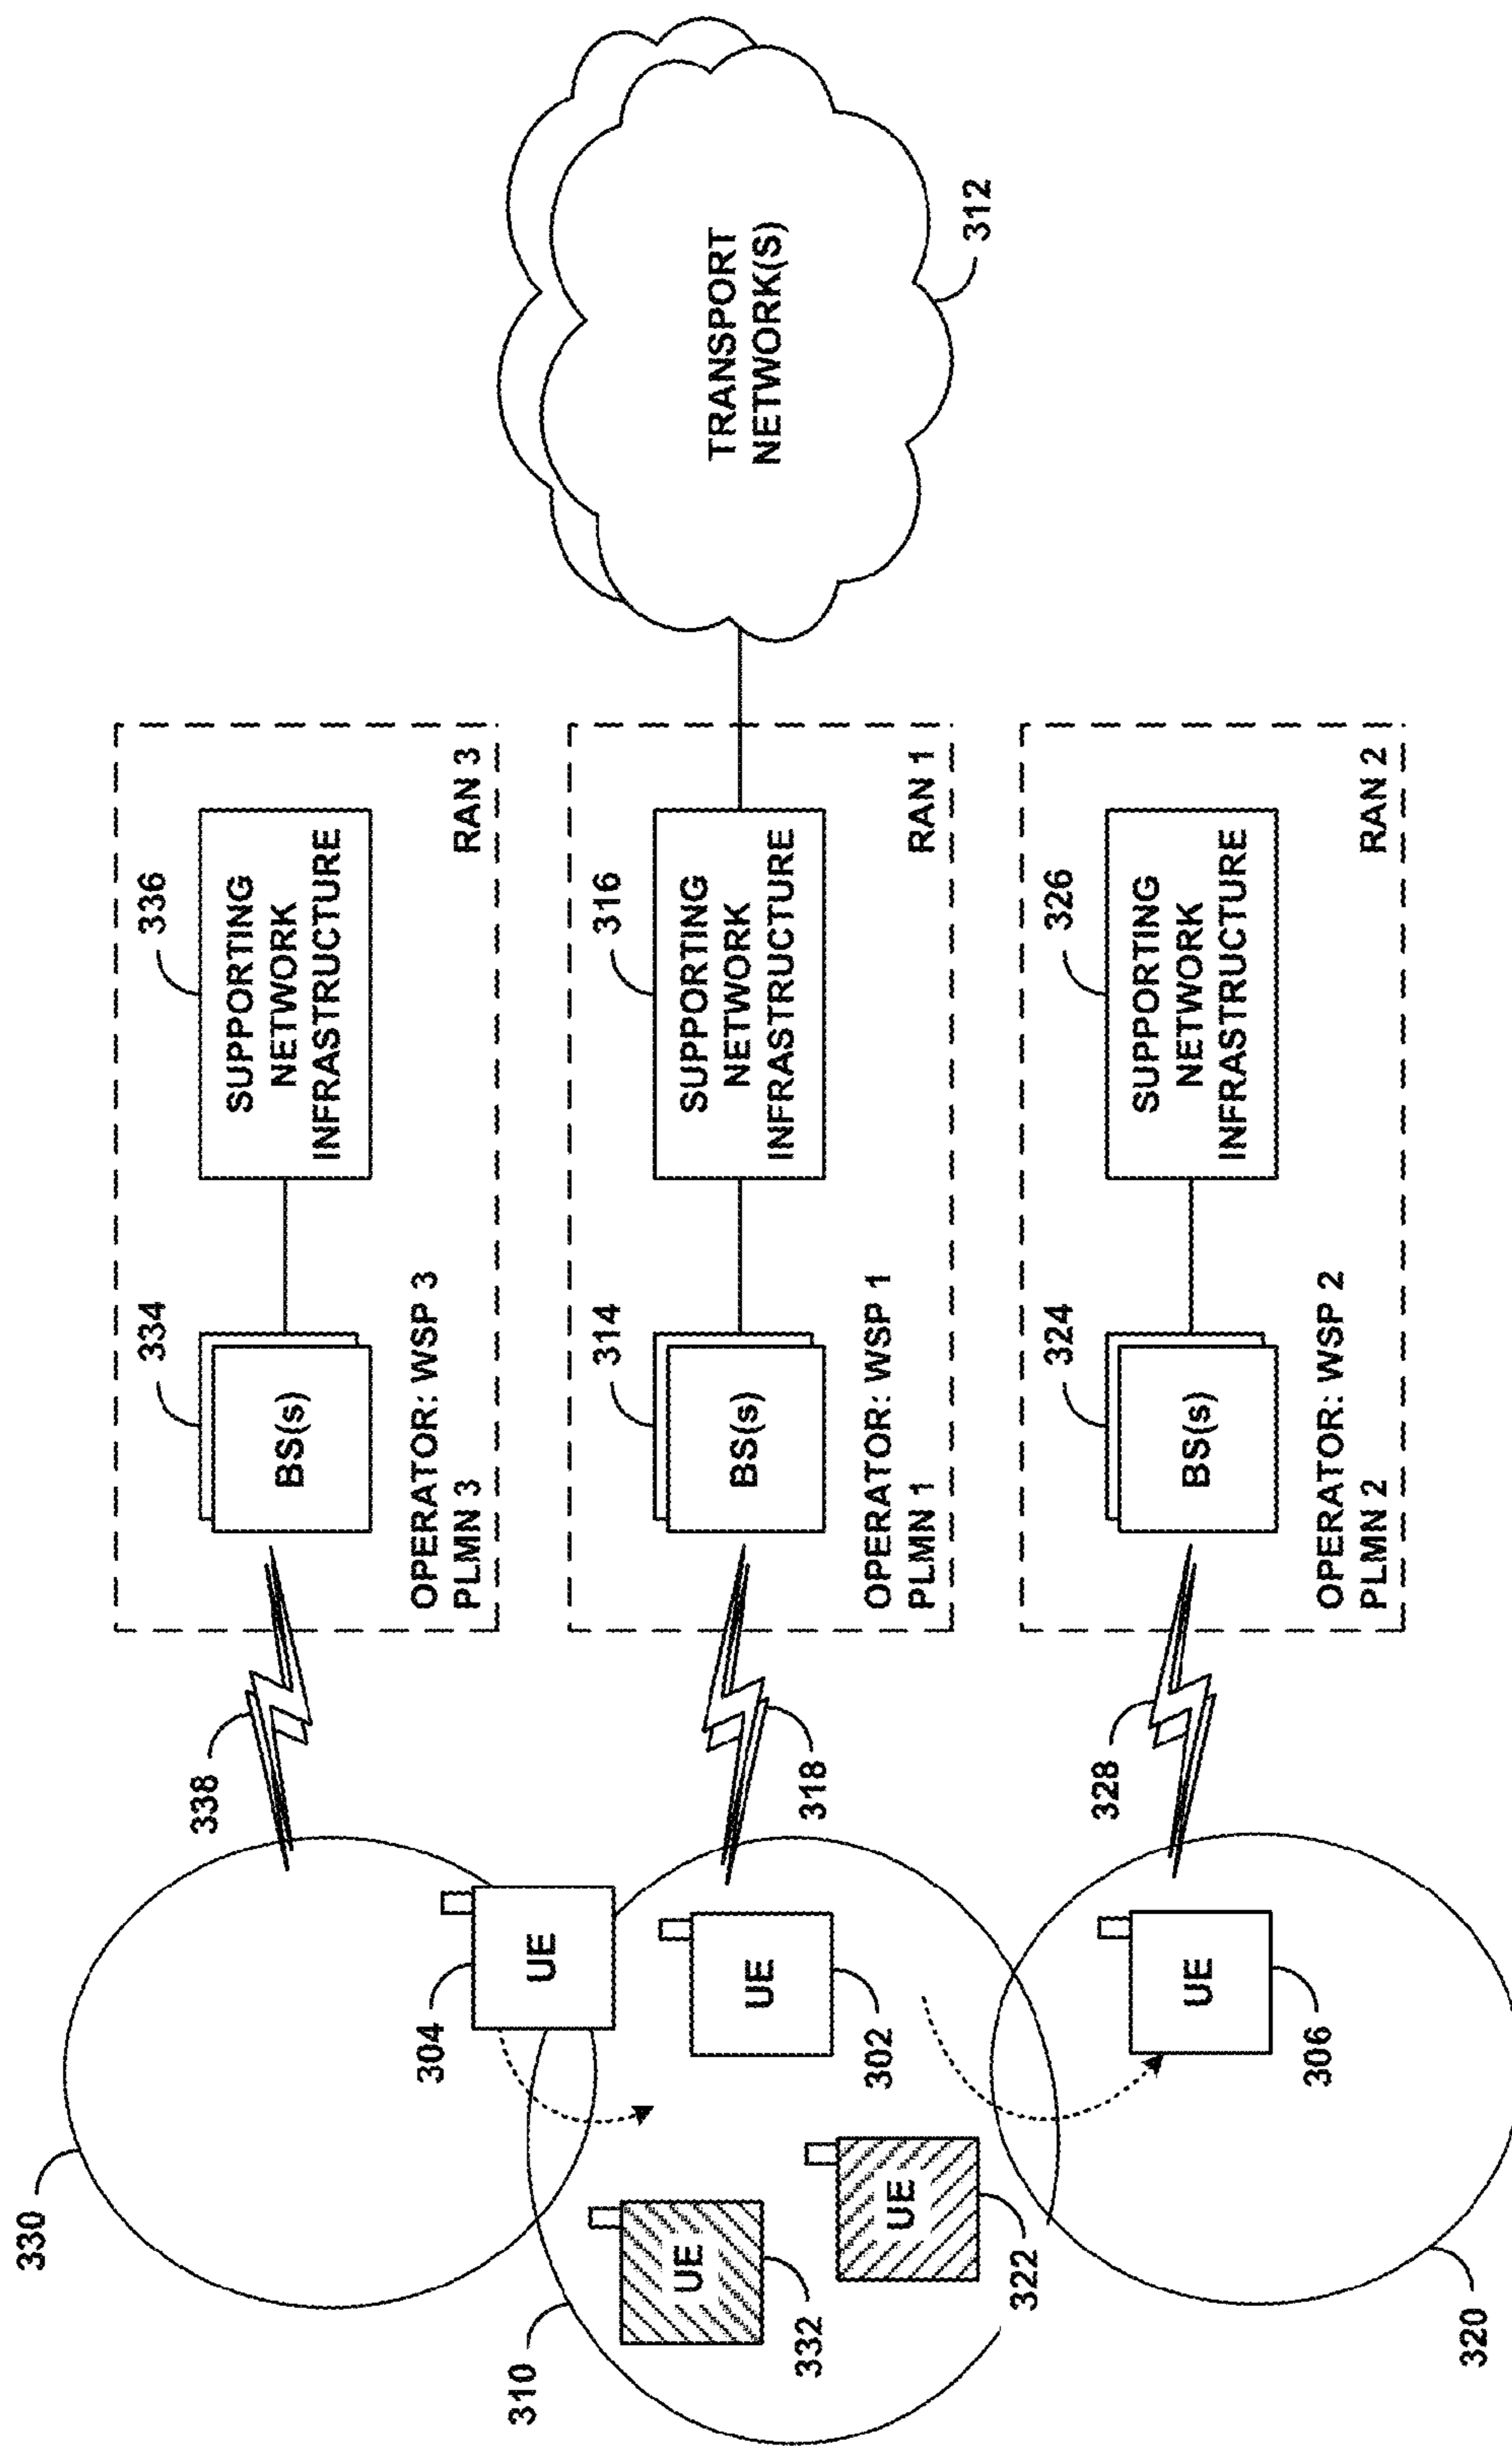 330
338
334
BS(s)
336
SUPPORTING
NETWORK
INFRASTRUCTURE
OPERATOR: WSP 3
PLMN 3
RAN 3
304
UE
310
332
UE
UE
302
318
314
BS(s)
316
SUPPORTING
NETWORK
INFRASTRUCTURE
OPERATOR: WSP 1
PLMN 1
RAN 1
TRANSPORT
NETWORK(S)
312
UE
322
328
324
BS(s)
326
SUPPORTING
NETWORK
INFRASTRUCTURE
OPERATOR: WSP 2
PLMN 2
RAN 2
UE
306
320